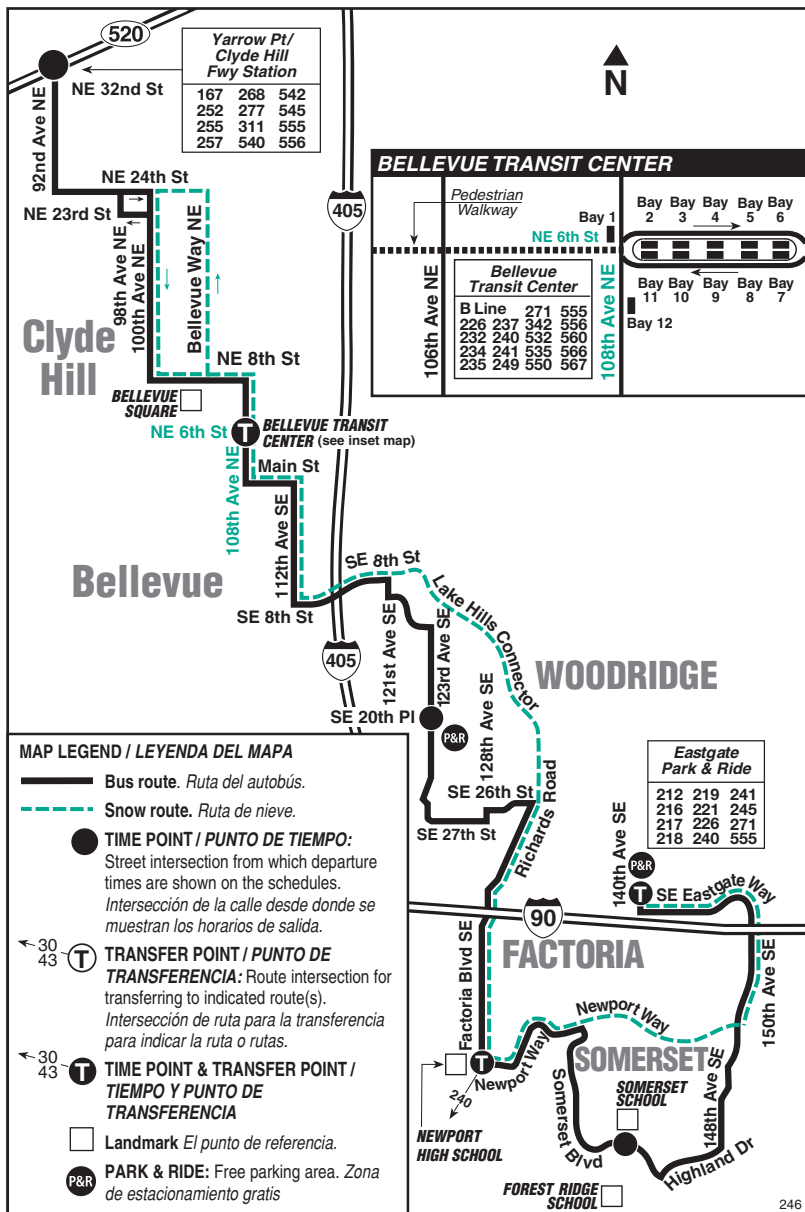 520
Yarrow Pt/
Clyde Hill
Fwy Station
167 268 542
252 277 545
255 311 555
257 540 556
N
NE 32nd St
92nd Ave NE
NE 24th St
NE 23rd St
98th Ave NE
100th Ave NE
Bellevue Way NE
405
Clyde
Hill
NE 8th St
BELLEVUE
SQUARE
NE 6th St
T
BELLEVUE TRANSIT
CENTER (see inset map)
108th Ave NE
Main St
BELLEVUE TRANSIT CENTER
Pedestrian
Walkway
Bay 1
NE 6th St
Bay 2
Bay 3
Bay 4
Bay 5
Bay 6
Bay 11
Bay 10
Bay 9
Bay 8
Bay 7
Bay 12
106th Ave NE
108th Ave NE
Bellevue
Transit Center
B Line 271 555
226 237 342 556
232 240 532 560
234 241 535 566
235 249 550 567
Bellevue
112th Ave SE
SE 8th St
SE 8th St
Lake Hills Connector
405
121st Ave SE
123rd Ave SE
WOODRIDGE
SE 20th Pl
P&R
128th Ave SE
SE 26th St
SE 27th St
Richards Road
Eastgate
Park & Ride
212 219 241
216 221 245
217 226 271
218 240 555
140th Ave SE
P&R
T
SE Eastgate Way
90
FACTORIA
Factoria Blvd SE
150th Ave SE
Newport Way
Newport Way
SOMERSET
T
240
NEWPORT
HIGH SCHOOL
SOMERSET
SCHOOL
Somerset Blvd
148th Ave SE
Highland Dr
FOREST RIDGE
SCHOOL
246
MAP LEGEND / LEYENDA DEL MAPA
Bus route. Ruta del autobús.
Snow route. Ruta de nieve.
TIME POINT / PUNTO DE TIEMPO:
Street intersection from which departure
times are shown on the schedules.
Intersección de la calle desde donde se
muestran los horarios de salida.
30
43
T
TRANSFER POINT / PUNTO DE
TRANSFERENCIA: Route intersection for
transferring to indicated route(s).
Intersección de ruta para la transferencia
para indicar la ruta o rutas.
30
43
T
TIME POINT & TRANSFER POINT /
TIEMPO Y PUNTO DE
TRANSFERENCIA
Landmark El punto de referencia.
P&R
PARK & RIDE: Free parking area. Zona
de estacionamiento gratis